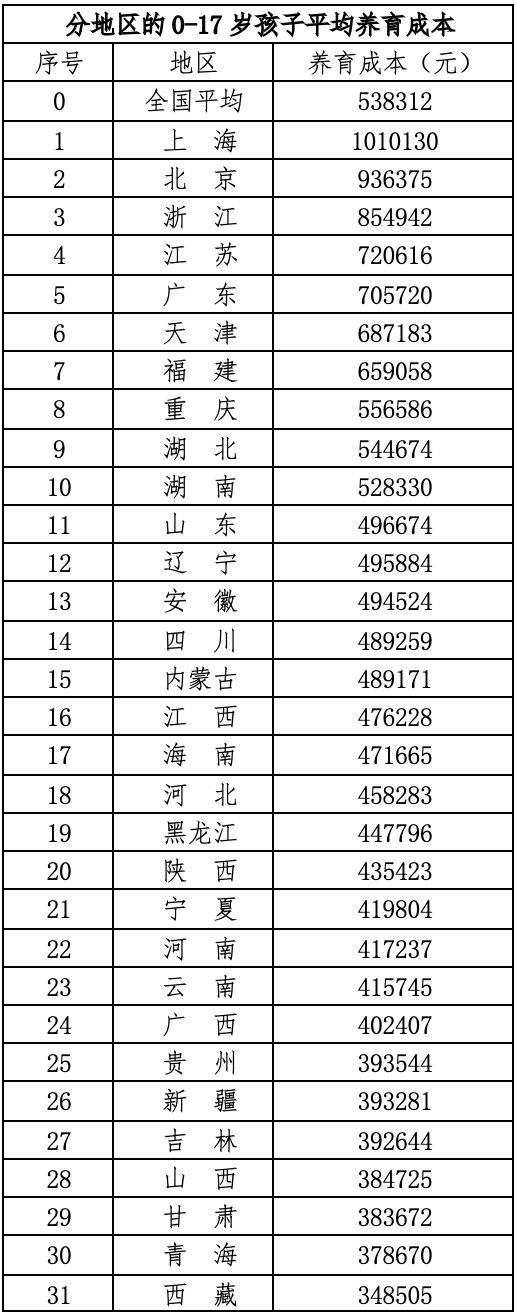 分地区的 0-17 岁孩子平均养育成本
序号 地区 养育成本（元）
0 全国平均 538312
1 上 海 1010130
2 北 京 936375
3 浙 江 854942
4 江 苏 720616
5 广 东 705720
6 天 津 687183
7 福 建 659058
8 重 庆 556586
9 湖 北 544674
10 湖 南 528330
11 山 东 496674
12 辽 宁 495884
13 安 徽 494524
14 四 川 489259
15 内蒙古 489171
16 江 西 476228
17 海 南 471665
18 河 北 458283
19 黑龙江 447796
20 陕 西 435423
21 宁 夏 419804
22 河 南 417237
23 云 南 415745
24 广 西 402407
25 贵 州 393544
26 新 疆 393281
27 吉 林 392644
28 山 西 384725
29 甘 肃 383672
30 青 海 378670
31 西 藏 348505